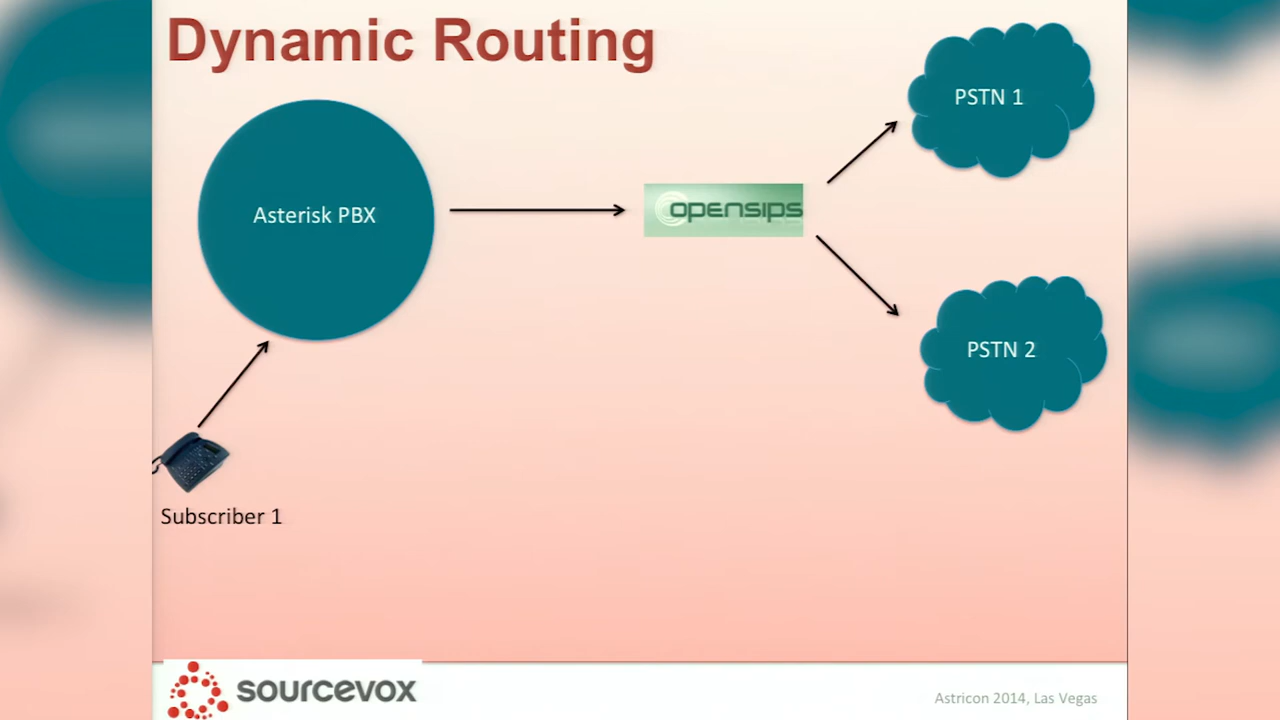 Dynamic Routing
PSTN 1
Asterisk PBX
opensips
PSTN 2
Subscriber 1
sourcevox
Astricon 2014, Las Vegas